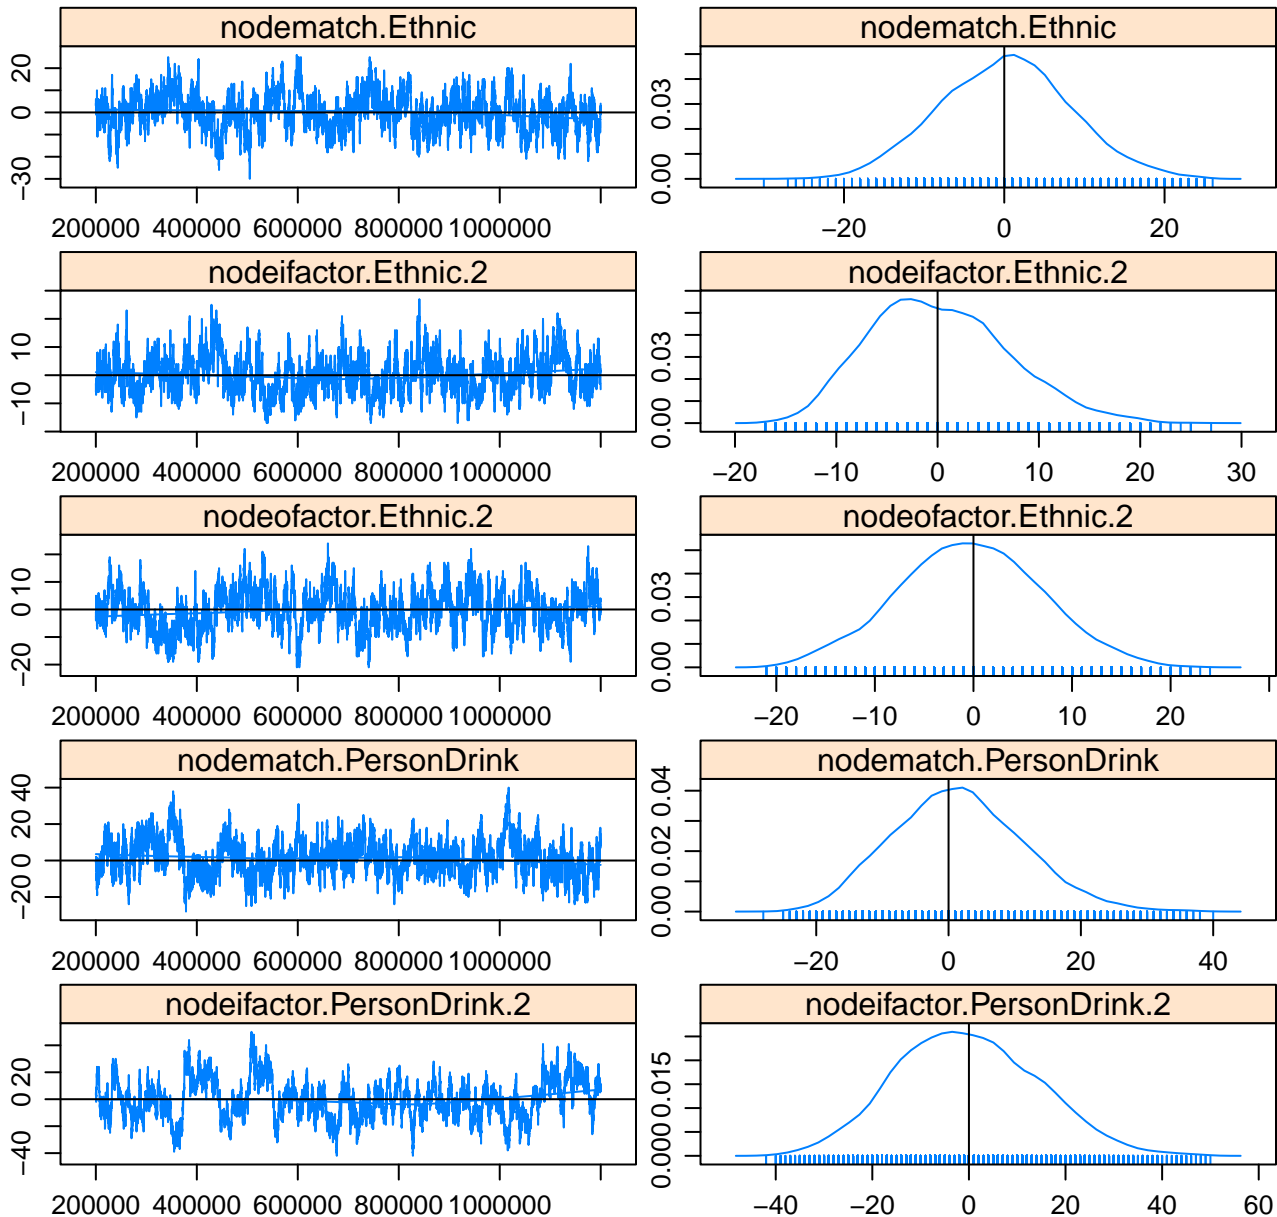 nodematch.Ethnic
nodematch.Ethnic
20
0
−30
200000 400000 600000 800000 1000000
0.03
0.00
−20 0 20
nodeifactor.Ethnic.2
nodeifactor.Ethnic.2
10
−10
200000 400000 600000 800000 1000000
0.03
0.00
−20 −10 0 10 20 30
nodeofactor.Ethnic.2
nodeofactor.Ethnic.2
10
0
−20
200000 400000 600000 800000 1000000
0.03
0.00
−20 −10 0 10 20
nodematch.PersonDrink
nodematch.PersonDrink
40
20
0
−20
200000 400000 600000 800000 1000000
0.04
0.02
0.00
−20 0 20 40
nodeifactor.PersonDrink.2
nodeifactor.PersonDrink.2
20
0
−40
200000 400000 600000 800000 1000000
0.015
0.000
−40 −20 0 20 40 60